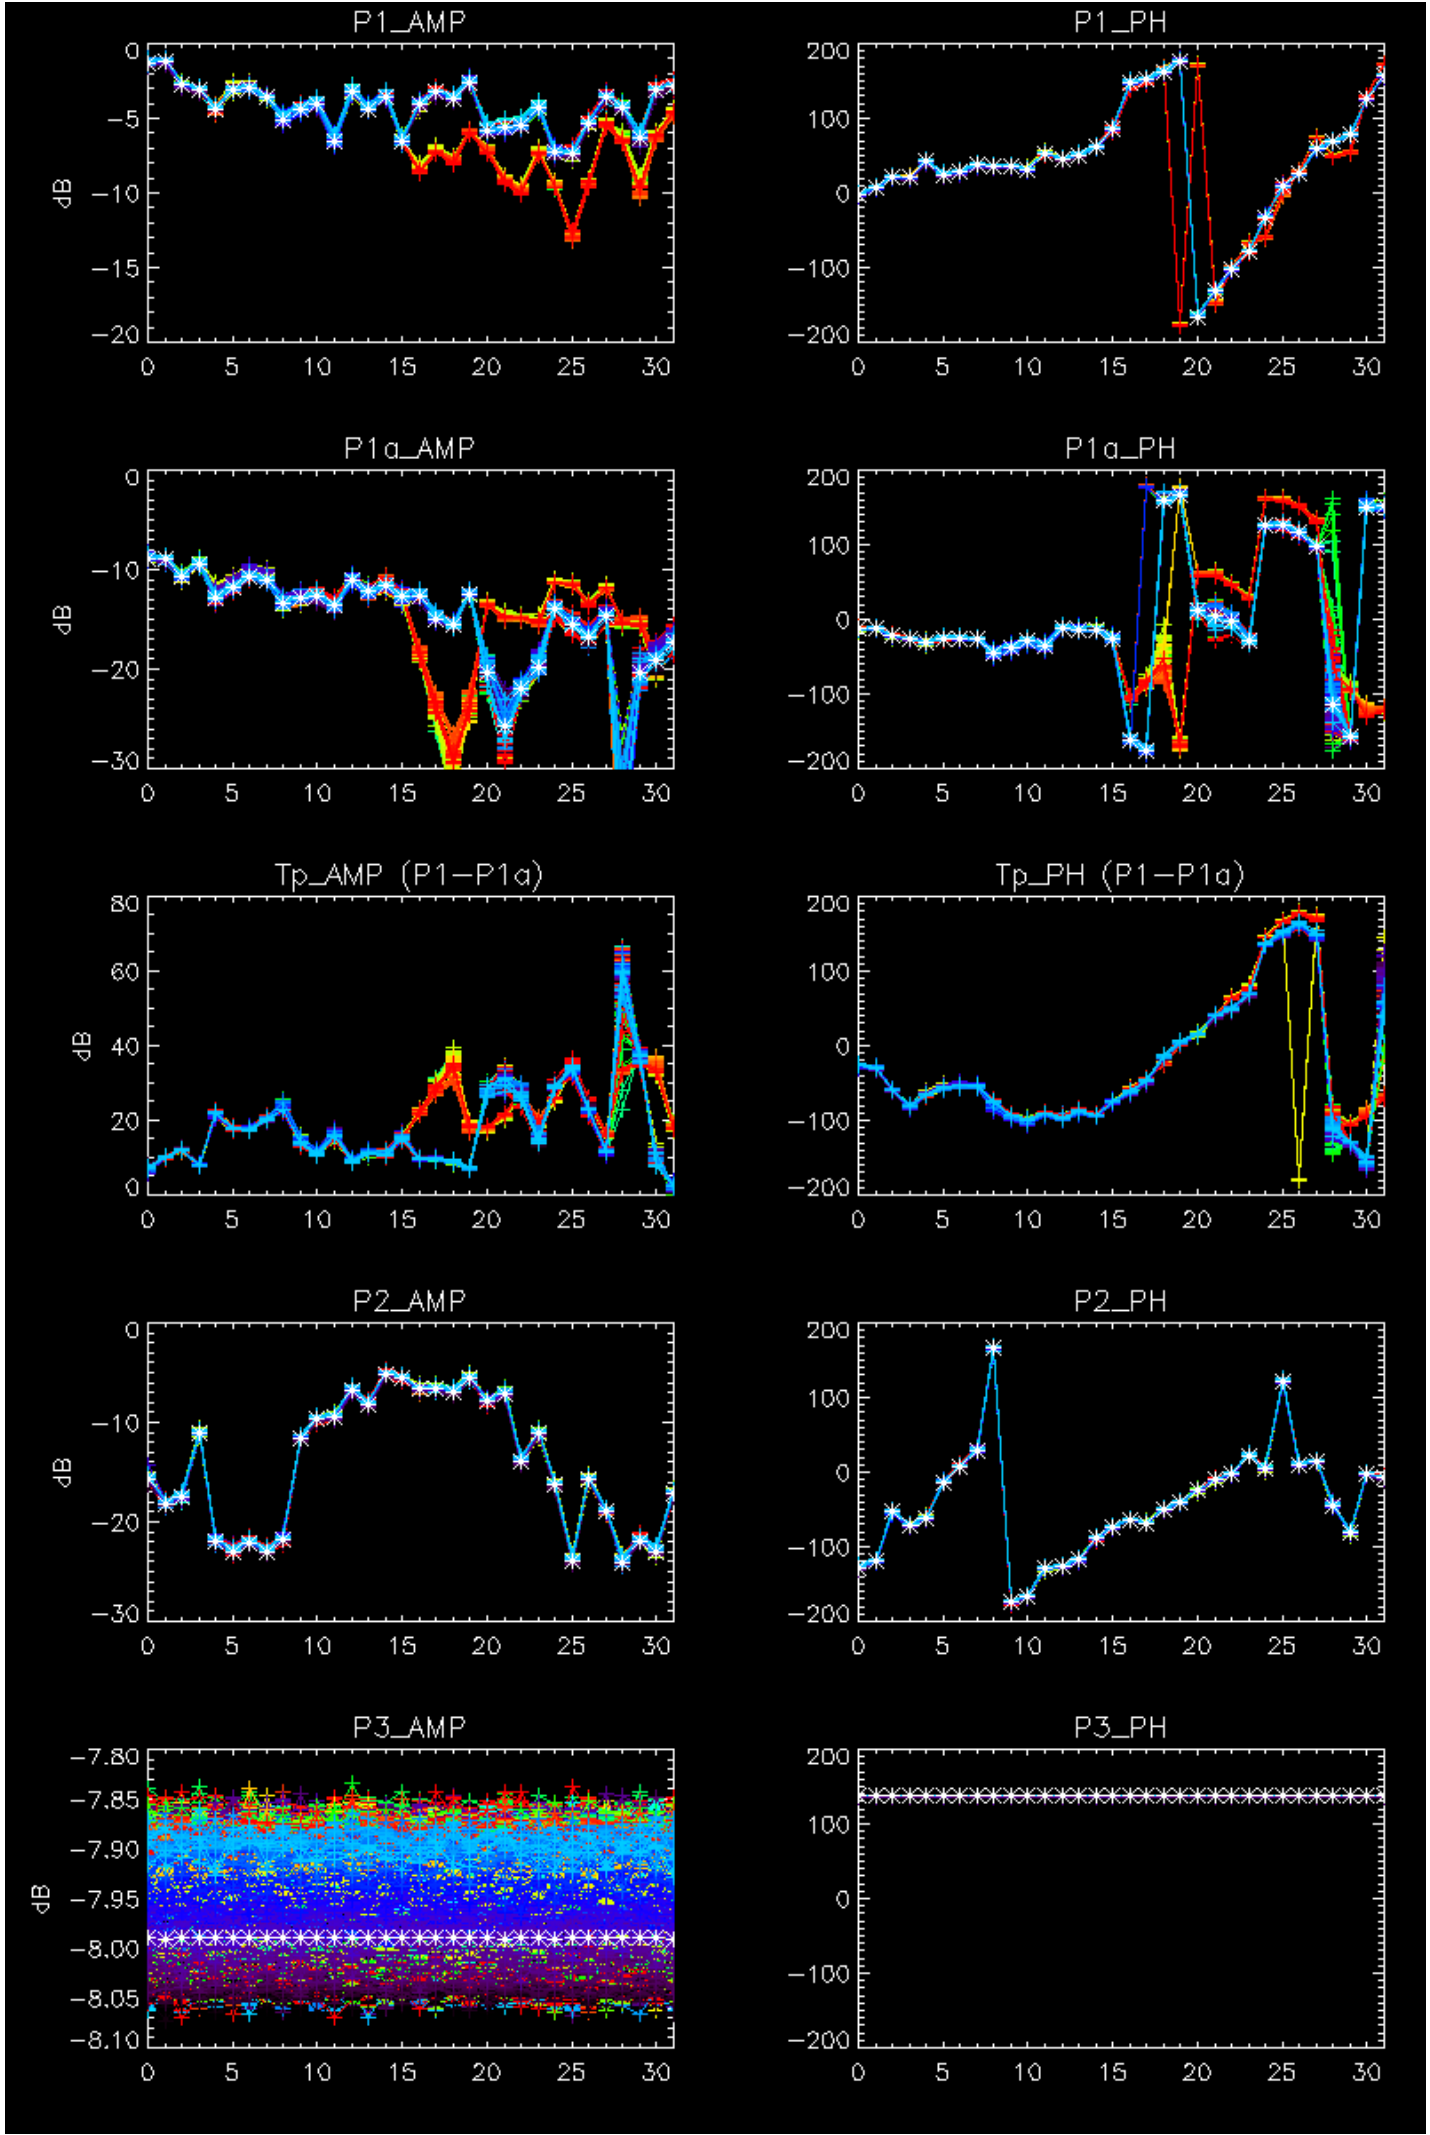 P1_AMP P1_PH
0 200
-5 100
dB -10 0
-15 -100
-20 -200
0 5 10 15 20 25 30 0 5 10 15 20 25 30
P1a_AMP P1a_PH
0 200
-10 100
dB 0
-20 -100
-30 -200
0 5 10 15 20 25 30 0 5 10 15 20 25 30
Tp_AMP (P1-P1a) Tp_PH (P1-P1a)
80 200
60 100
dB 40 0
20 -100
0 -200
0 5 10 15 20 25 30 0 5 10 15 20 25 30
P2_AMP P2_PH
0 200
-10 100
dB 0
-20 -100
-30 -200
0 5 10 15 20 25 30 0 5 10 15 20 25 30
P3_AMP P3_PH
-7.80 200
-7.85 100
-7.90
dB -7.95 0
-8.00
-8.05 -100
-8.10 -200
0 5 10 15 20 25 30 0 5 10 15 20 25 30